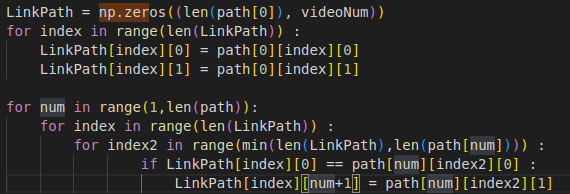 LinkPath = np.zeros((len(path[0]), videoNum))
for index in range(len(LinkPath)) :
    LinkPath[index][0] = path[0][index][0]
    LinkPath[index][1] = path[0][index][1]

for num in range(1,len(path)):
    for index in range(len(LinkPath)) :
        for index2 in range(min(len(LinkPath),len(path[num]))) :
                if LinkPath[index][0] == path[num][index2][0] :
                    LinkPath[index][num+1] = path[num][index2][1]